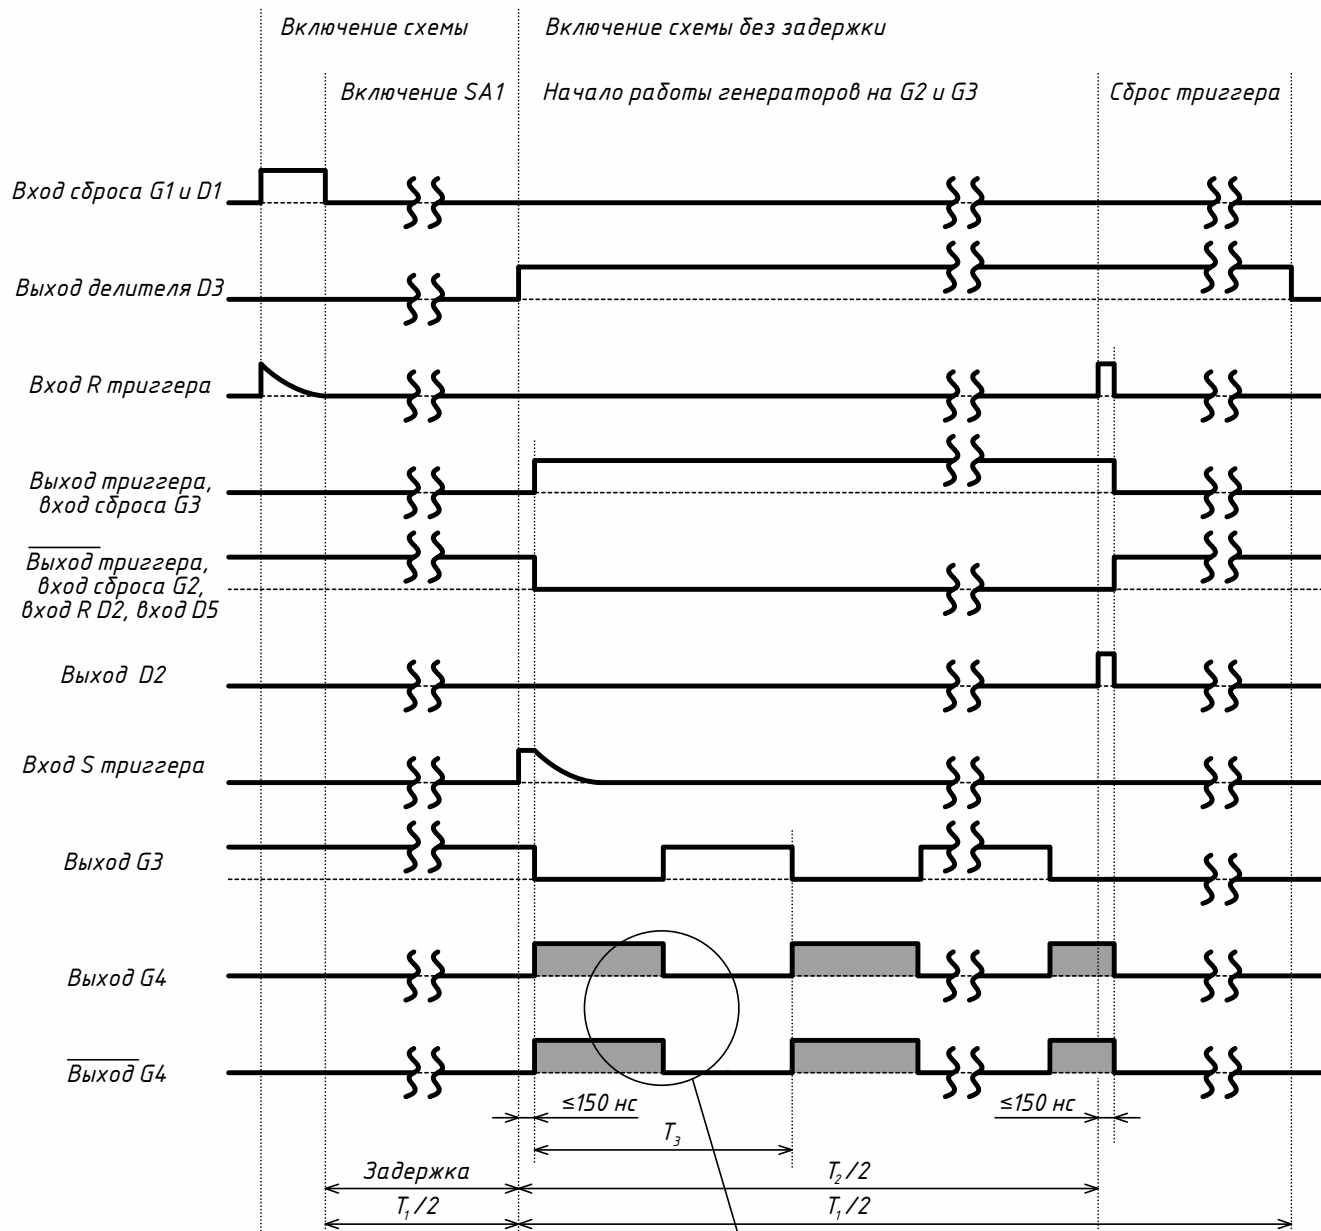 Включение схемы
Включение схемы без задержки
Включение SA1
Начало работы генераторов на G2 и G3
Сброс триггера
Вход сброса G1 и D1
Выход делителя D3
Вход R триггера
Выход триггера,
вход сброса G3
Выход триггера,
вход сброса G2,
вход R D2, вход D5
Выход D2
Вход S триггера
Выход G3
Выход G4
Выход G4
≤150 нс
≤150 нс
T₃
Задержка
T₂/2
T₁/2
T₁/2